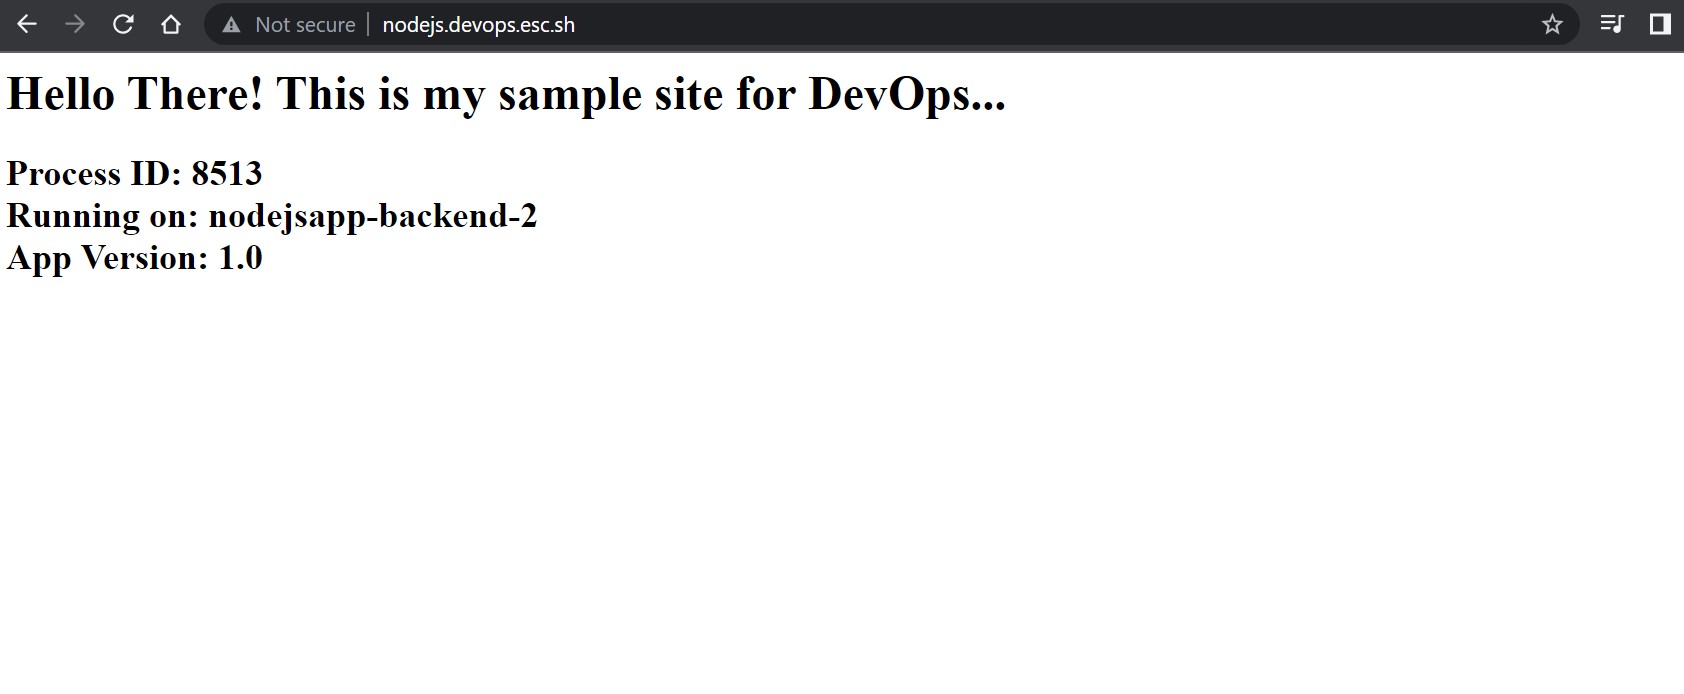 Not secure nodejs.devops.esc.sh
Hello There! This is my sample site for DevOps...
Process ID: 8513
Running on: nodejsapp-backend-2
App Version: 1.0